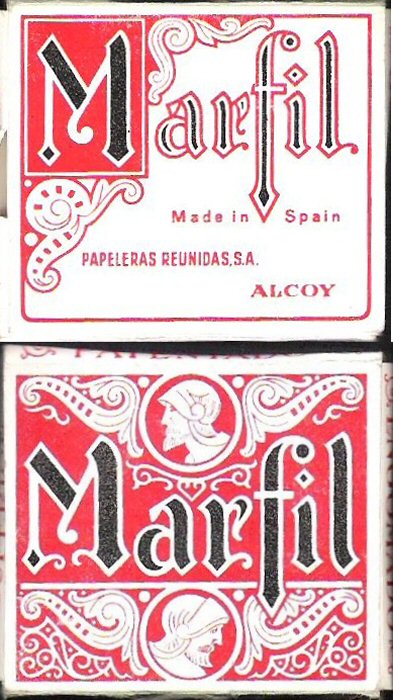 Marfil
Made in Spain
PAPELERAS REUNIDAS, S.A.
ALCOY
Marfil